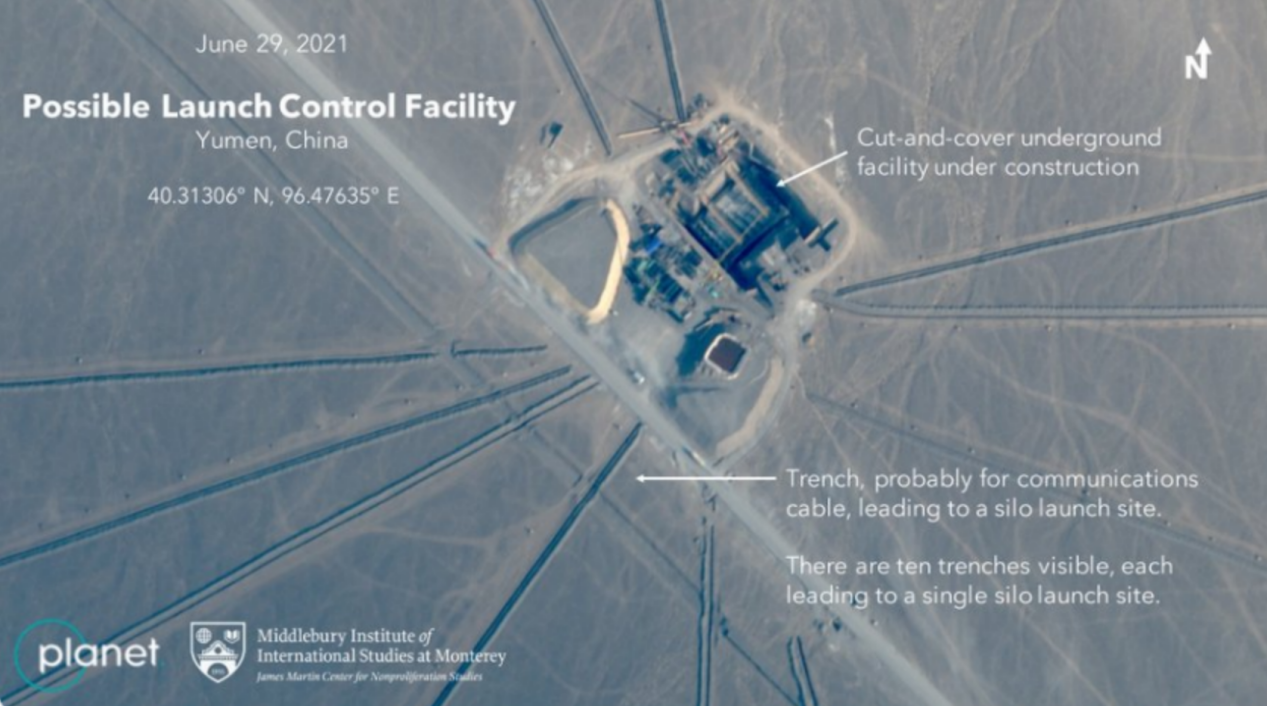 June 29, 2021
N
Possible Launch Control Facility
Yumen, China
40.31306° N, 96.47635° E
Cut-and-cover underground
facility under construction
Trench, probably for communications
cable, leading to a silo launch site.
There are ten trenches visible, each
leading to a single silo launch site.
planet.
Middlebury Institute of
International Studies at Monterey
James Martin Center for Nonproliferation Studies